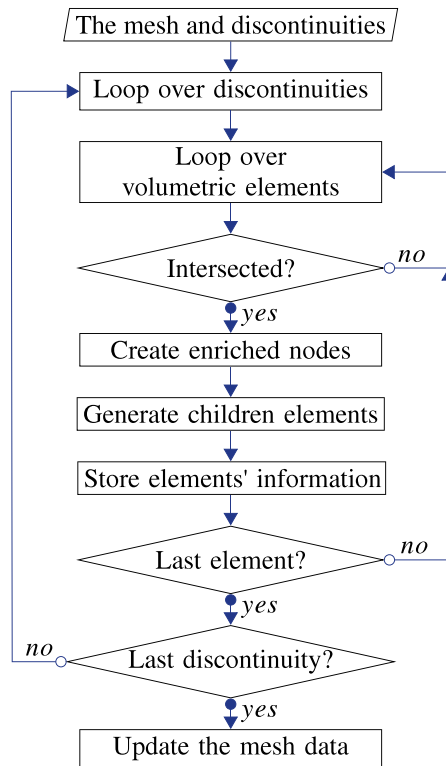 The mesh and discontinuities
Loop over discontinuities
Loop over
volumetric elements
Intersected?
no
yes
Create enriched nodes
Generate children elements
Store elements' information
Last element?
no
yes
Last discontinuity?
no
yes
Update the mesh data